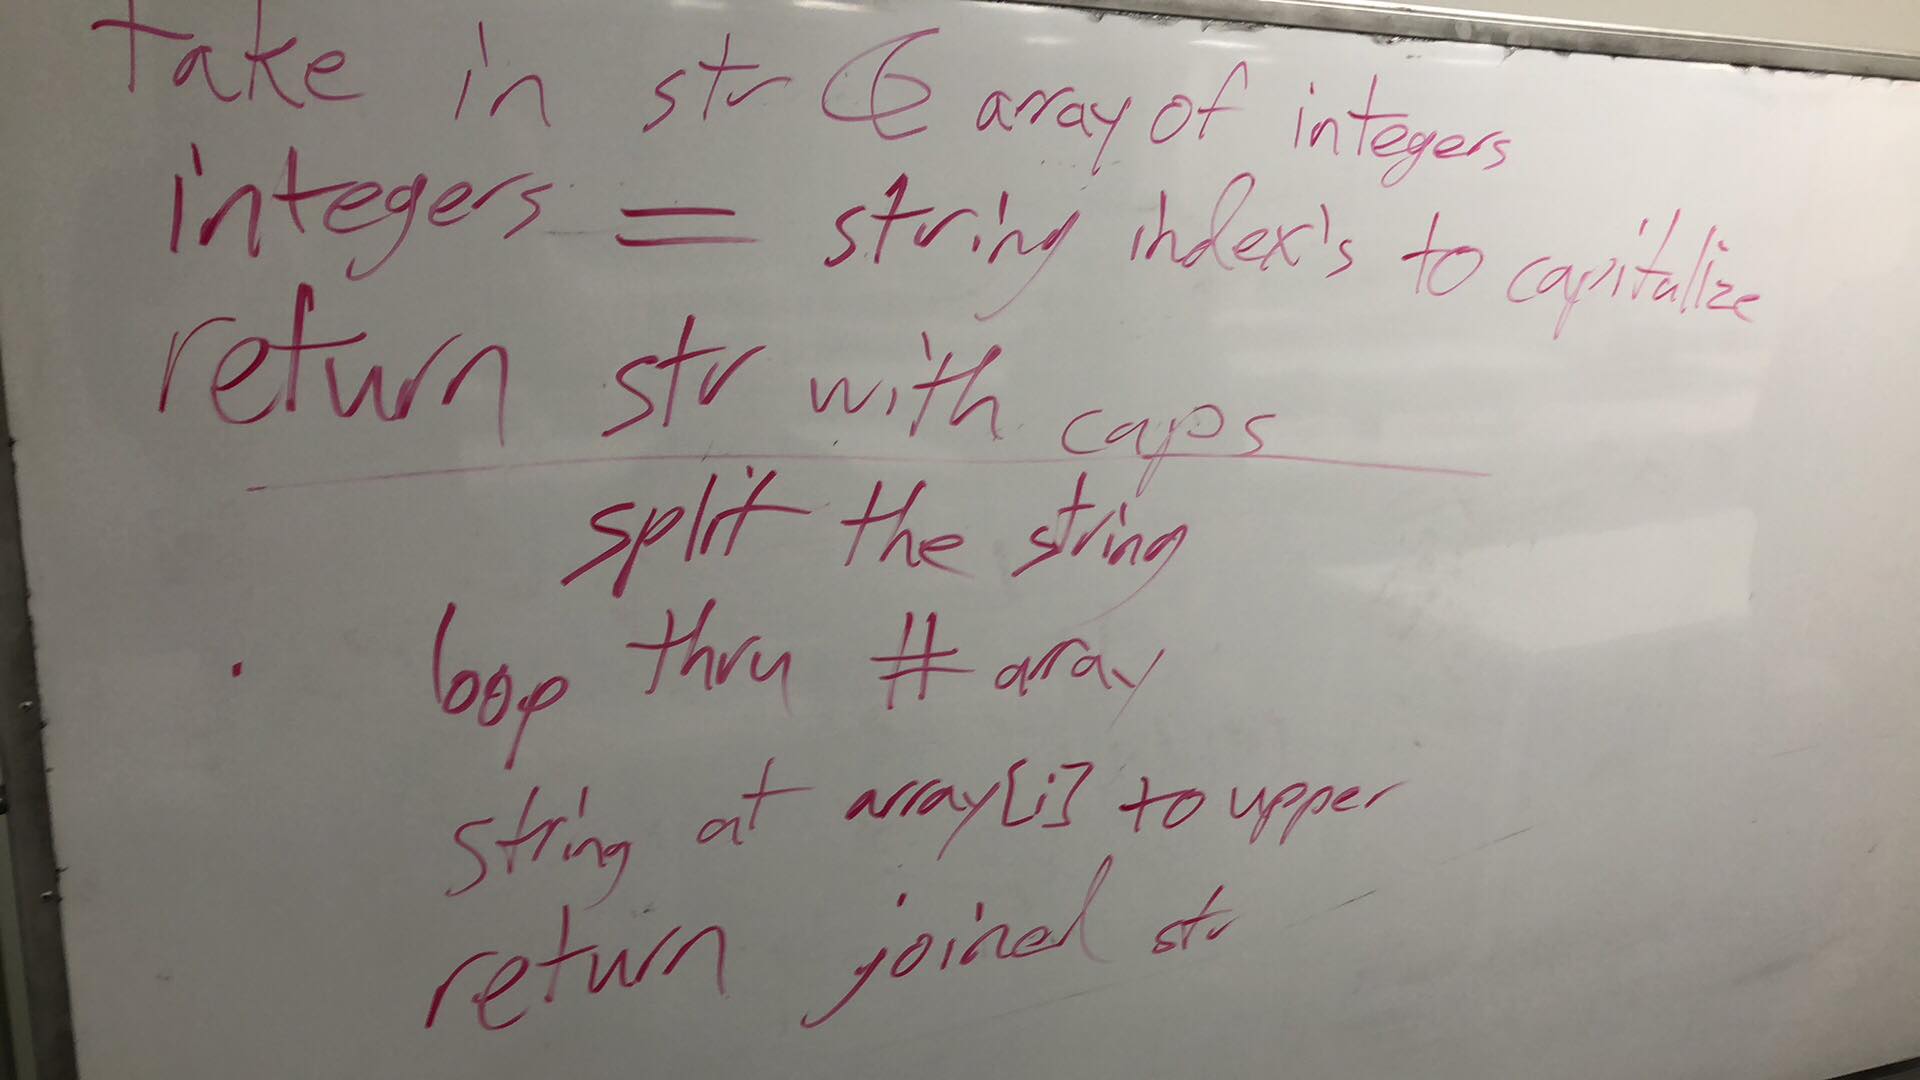 take in str & array of integers
integers = string index's to capitalize
return str with caps
split the string
loop thru # array
string at array[i] to upper
return joined str